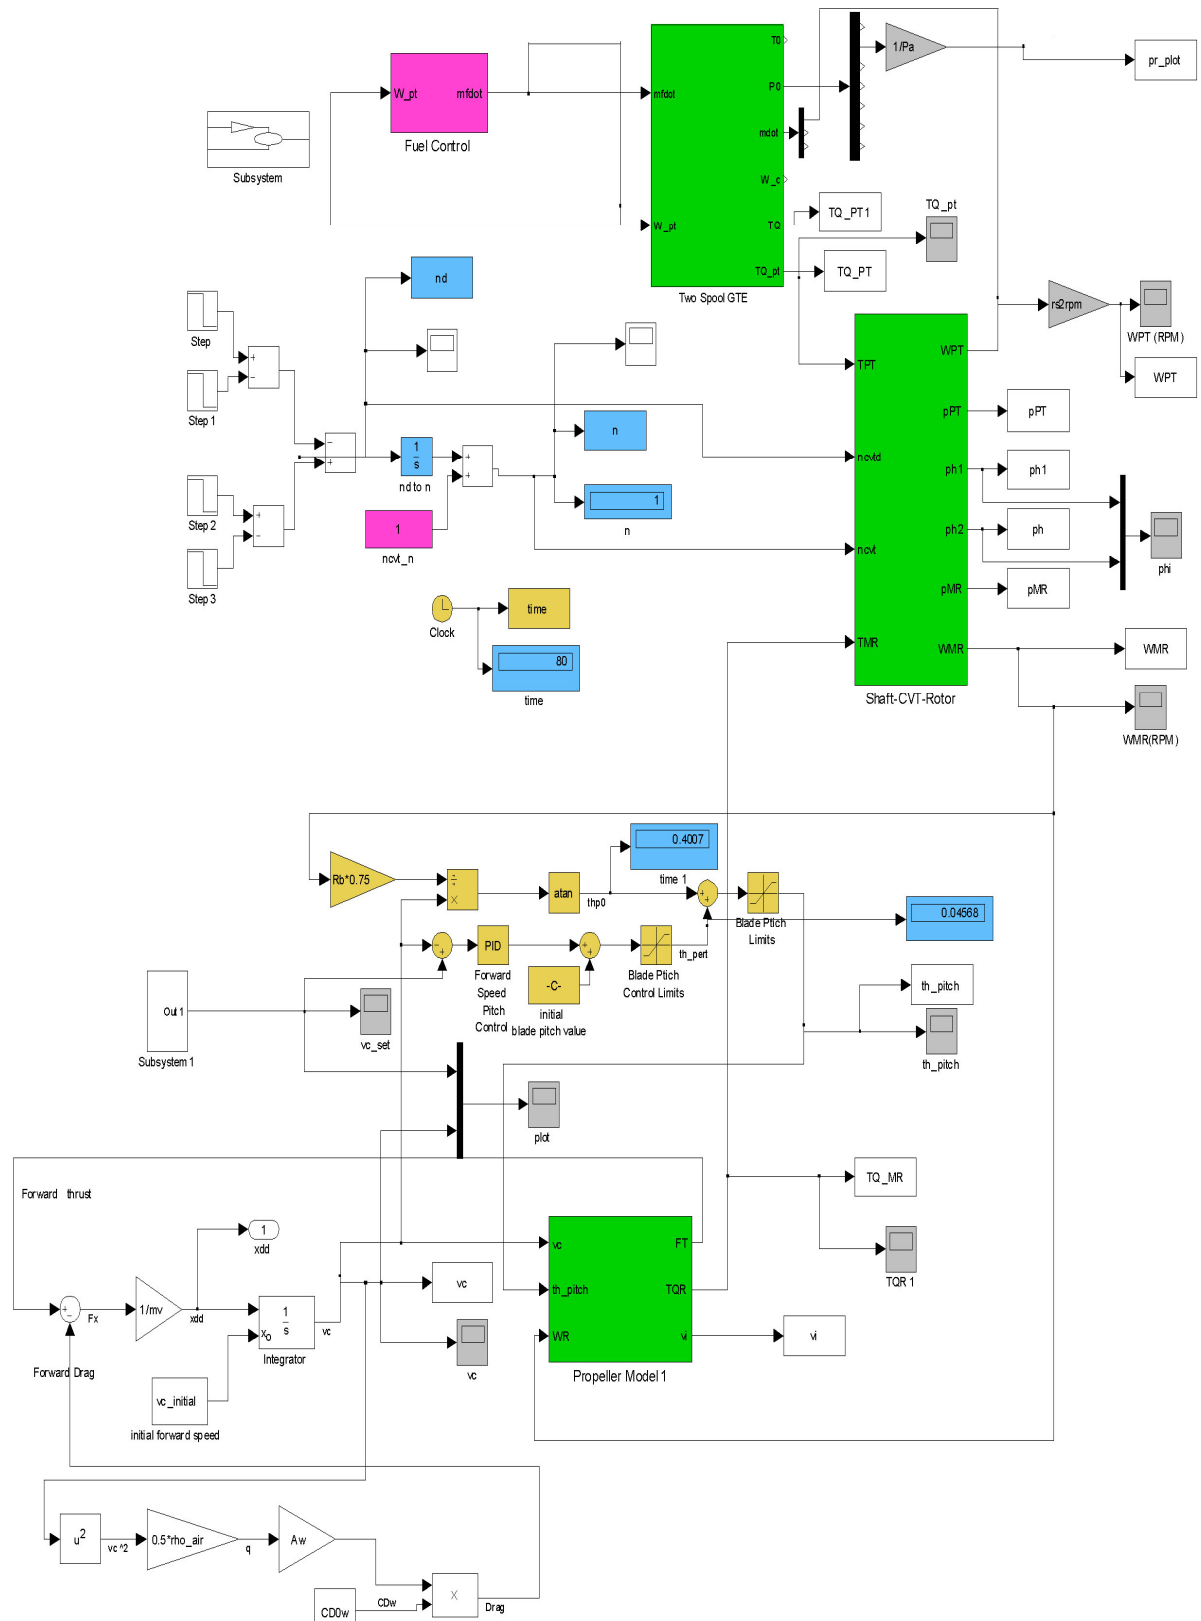 T0
1/Pa
pr_plot
W_pt
mfdot
mfdot
P0
Fuel Control
mdot
Subsystem
W_c
TQ_pt
W_pt
TQ
TQ_PT1
nd
TQ_pt
TQ_PT
Two Spool GTE
rs2rpm
Step
WPT (RPM)
+
−
WPT
TPT
WPT
Step 1
pPT
pPT
n
−
+
1
s
+
+
ncvtd
ph1
ph1
nd to n
1
Step 2
+
−
1
n
ph2
ph
ncvt_n
ncvt
phi
Step 3
pMR
pMR
time
Clock
80
TMR
WMR
WMR
time
Shaft-CVT-Rotor
WMR(RPM)
0.4007
Rb*0.75
÷
×
atan
time 1
thp0
+
+
0.04568
Blade Ptich
Limits
−
+
PID
+
+
th_pert
Forward
Speed
Pitch
Control
-C-
Blade Ptich
Control Limits
th_pitch
Out 1
initial
blade pitch value
vc_set
Subsystem 1
th_pitch
plot
TQ_MR
Forward thrust
1
vc
FT
xdd
vc
th_pitch
TQR
TQR 1
+
−
Fx
1/mv
xdd
xo
1
s
vc
WR
vi
vi
Integrator
Forward Drag
vc
Propeller Model 1
vc_initial
initial forward speed
u2
vc^2
0.5*rho_air
q
Aw
×
CD0w
CDw
Drag